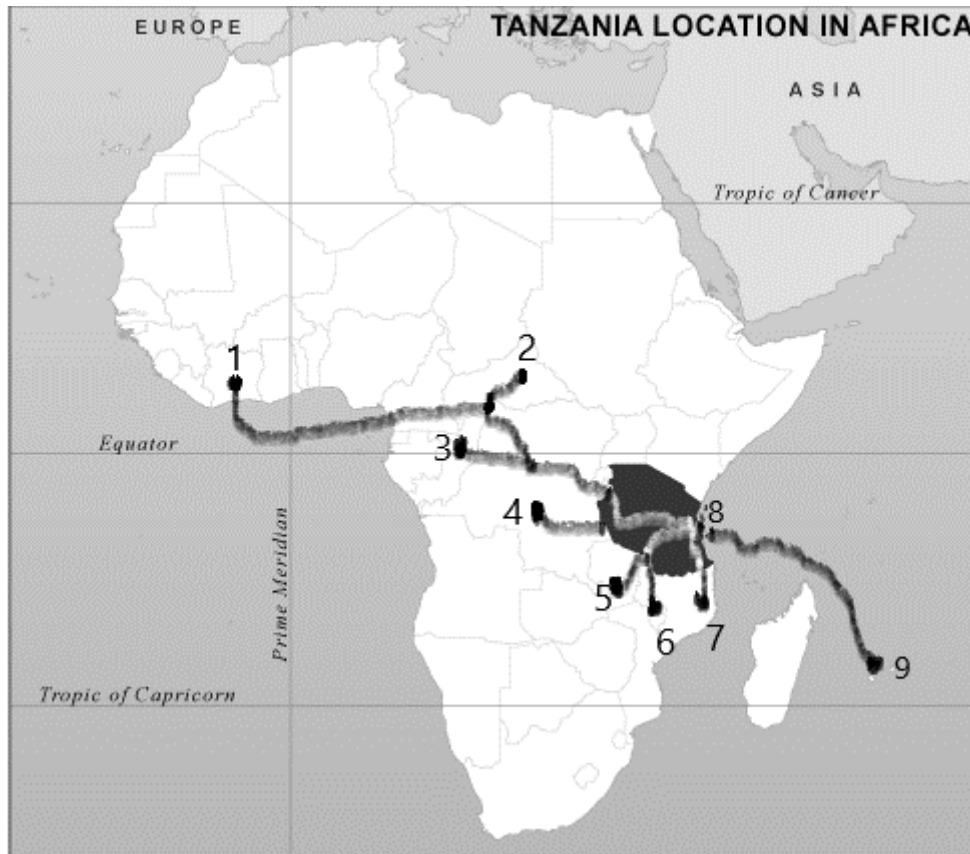 EUROPE
TANZANIA LOCATION IN AFRICA
ASIA
Tropic of Cancer
1
2
Equator
3
4
8
Prime Meridian
5
6
7
9
Tropic of Capricorn